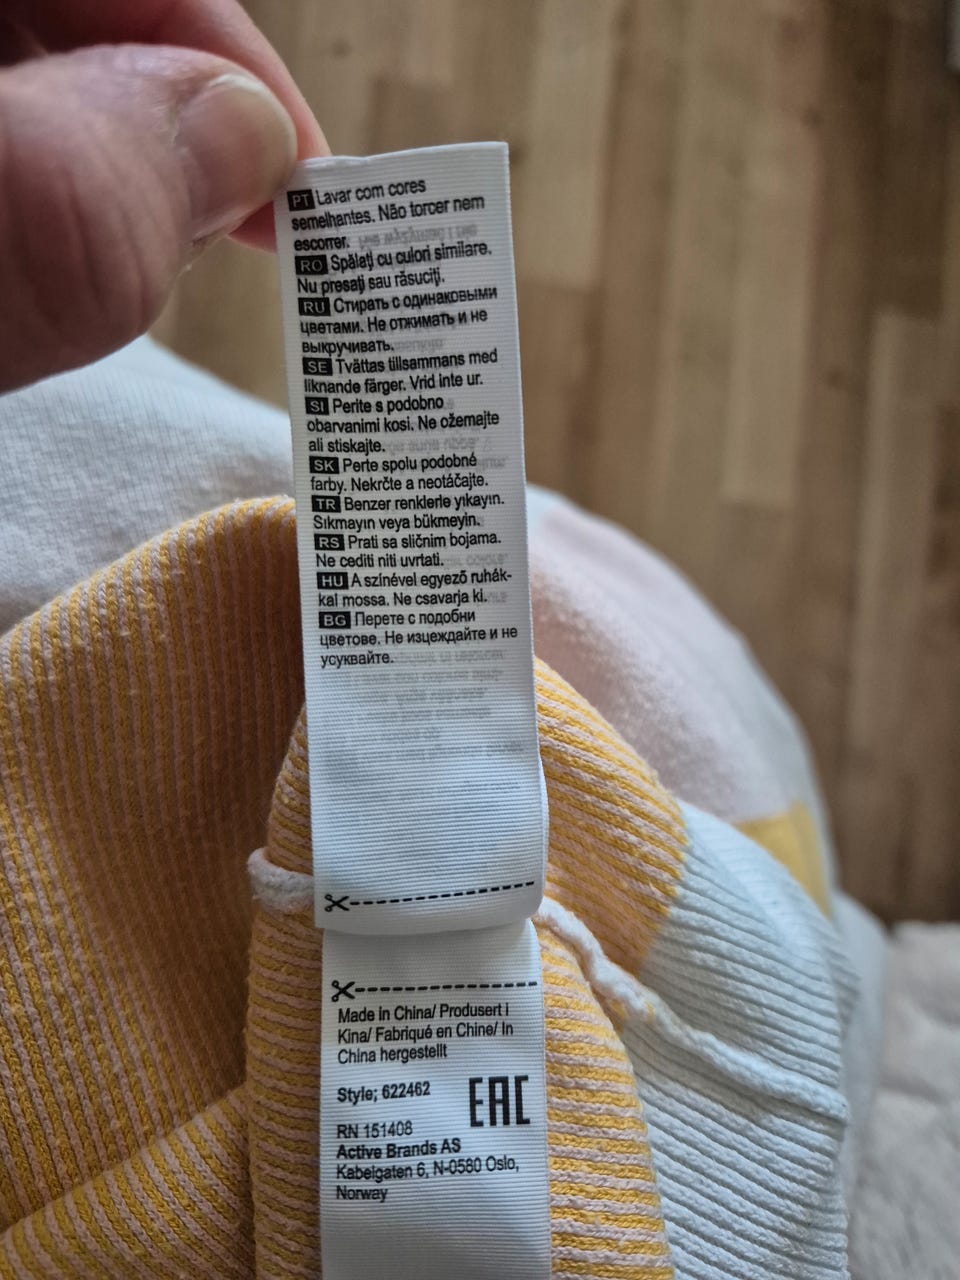 PT Lavar com cores
semelhantes. Não torcer nem
escorrer.
RO Spălaţi cu culori similare.
Nu presaţi sau răsuciţi.
RU Стирать с одинаковыми
цветами. Не отжимать и не
выкручивать.
SE Tvättas tillsammans med
liknande färger. Vrid inte ur.
SI Perite s podobno
obarvanimi kosi. Ne ožemajte
ali stiskajte.
SK Perte spolu podobné
farby. Nekrčte a neotáčajte.
TR Benzer renklerle yıkayın.
Sıkmayın veya bükmeyin.
RS Prati sa sličnim bojama.
Ne cediti niti uvrtati.
HU A színével egyező ruhák-
kal mossa. Ne csavarja ki.
BG Перете с подобни
цветове. Не изцеждайте и не
усуквайте.
Made in China/ Produsert i
Kina/ Fabriqué en Chine/ In
China hergestellt
Style; 622462
EAC
RN 151408
Active Brands AS
Kabelgaten 6, N-0580 Oslo,
Norway